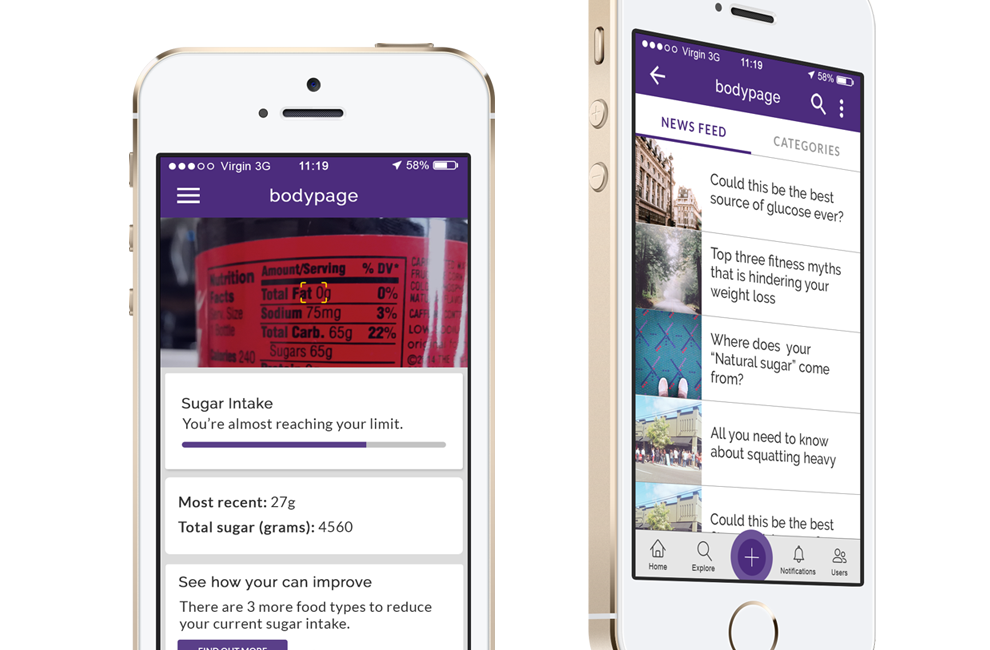 Virgin 3G 11:19 58%
bodypage
Nutrition
Facts
Amount/Serving % DV*
Total Fat 0g 0%
Sodium 75mg 3%
Total Carb. 65g 22%
Sugars 65g
Calories 240
Sugar Intake
You're almost reaching your limit.
Most recent: 27g
Total sugar (grams): 4560
See how your can improve
There are 3 more food types to reduce
your current sugar intake.
FIND OUT MORE
Virgin 3G 11:19 58%
bodypage
NEWS FEED CATEGORIES
Could this be the best
source of glucose ever?
Top three fitness myths
that is hindering your
weight loss
Where does your
“Natural sugar” come
from?
All you need to know
about squatting heavy
Could this be the best
Home Explore Notifications Users